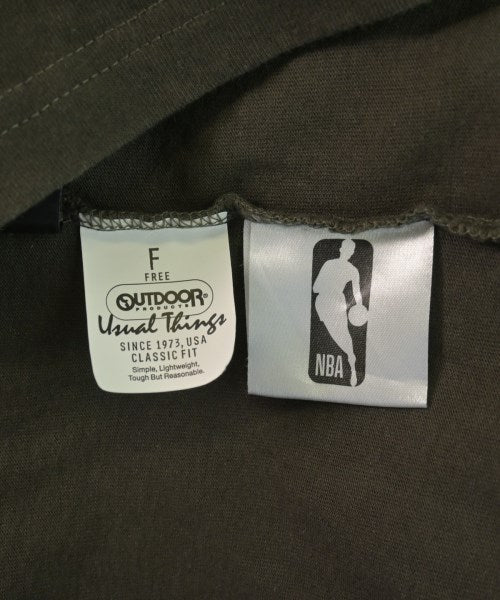 F
FREE
OUTDOOR®
PRODUCTS
Usual Things
SINCE 1973, USA
CLASSIC FIT
Simple, Lightweight,
Tough But Reasonable.
NBA